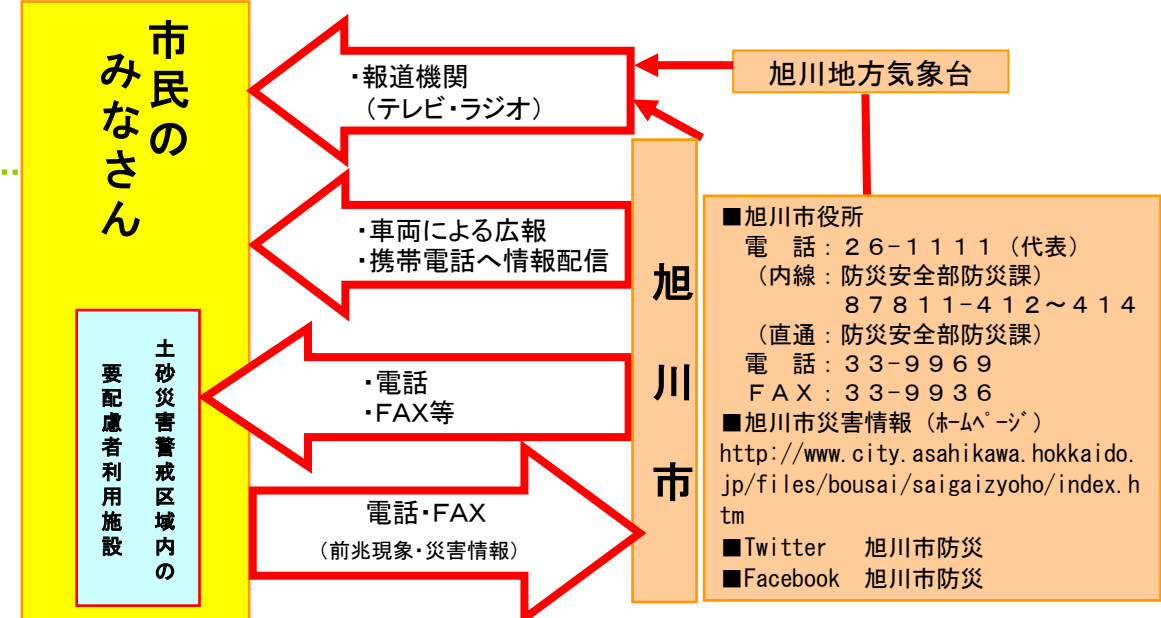 市民の
みなさん
土砂災害警戒区域内の
要配慮者利用施設
・報道機関
（テレビ・ラジオ）
・車両による広報
・携帯電話へ情報配信
・電話
・FAX等
電話・FAX
（前兆現象・災害情報）
旭川市
旭川地方気象台
■旭川市役所
電　話：２６-１１１１（代表）
（内線：防災安全部防災課）
８７８１１-４１２～４１４
（直通：防災安全部防災課）
電　話：３３-９９６９
ＦＡＸ：３３-９９３６
■旭川市災害情報（ﾎｰﾑﾍﾟｰｼﾞ）
http://www.city.asahikawa.hokkaido.
jp/files/bousai/saigaizyoho/index.h
tm
■Twitter　旭川市防災
■Facebook　旭川市防災